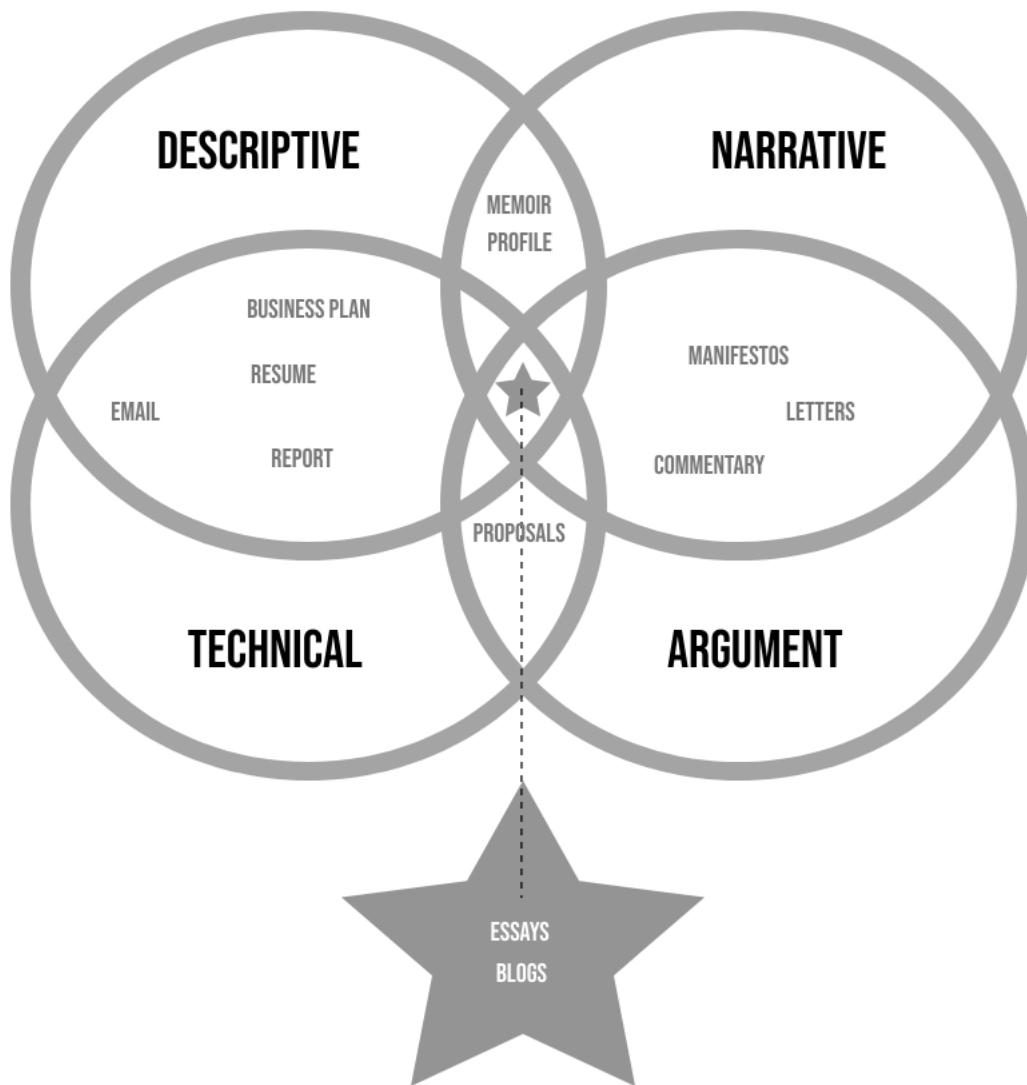 DESCRIPTIVE
NARRATIVE
MEMOIR
PROFILE
BUSINESS PLAN
RESUME
EMAIL
REPORT
MANIFESTOS
LETTERS
COMMENTARY
PROPOSALS
TECHNICAL
ARGUMENT
ESSAYS
BLOGS